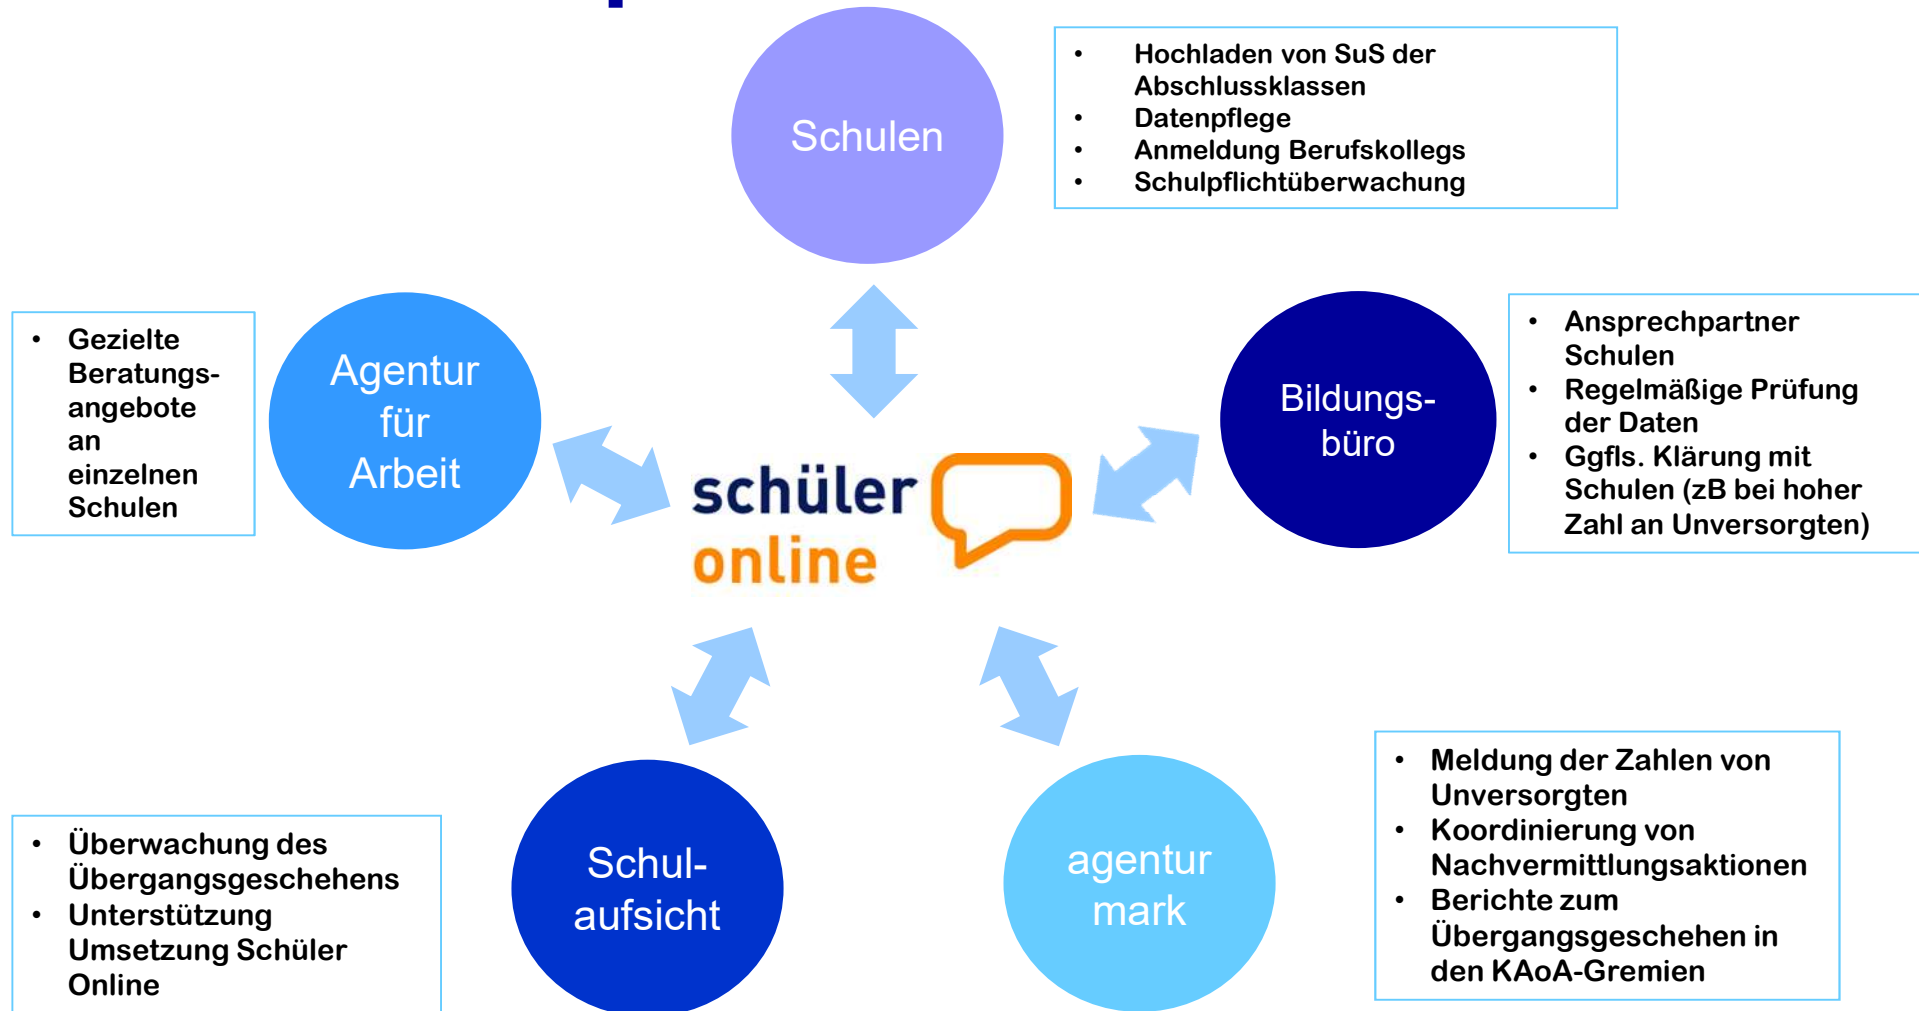 Schulen
• Hochladen von SuS der
Abschlussklassen
• Datenpflege
• Anmeldung Berufskollegs
• Schulpflichtüberwachung
• Gezielte
Beratungs-
angebote
an
einzelnen
Schulen
Agentur
für
Arbeit
Bildungs-
büro
• Ansprechpartner
Schulen
• Regelmäßige Prüfung
der Daten
• Ggfls. Klärung mit
Schulen (zB bei hoher
Zahl an Unversorgten)
schüler
online
• Überwachung des
Übergangsgeschehens
• Unterstützung
Umsetzung Schüler
Online
Schul-
aufsicht
agentur
mark
• Meldung der Zahlen von
Unversorgten
• Koordinierung von
Nachvermittlungsaktionen
• Berichte zum
Übergangsgeschehen in
den KAoA-Gremien